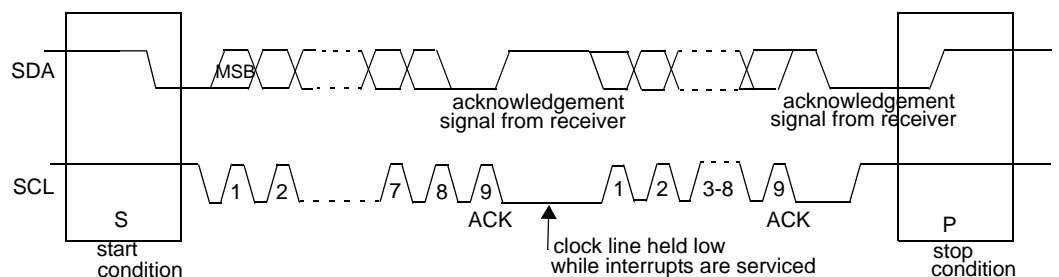 SDA
MSB
acknowledgement
signal from receiver
acknowledgement
signal from receiver
SCL
1
2
7
8
9
1
2
3-8
9
ACK
ACK
S
P
start
condition
clock line held low
while interrupts are serviced
stop
condition